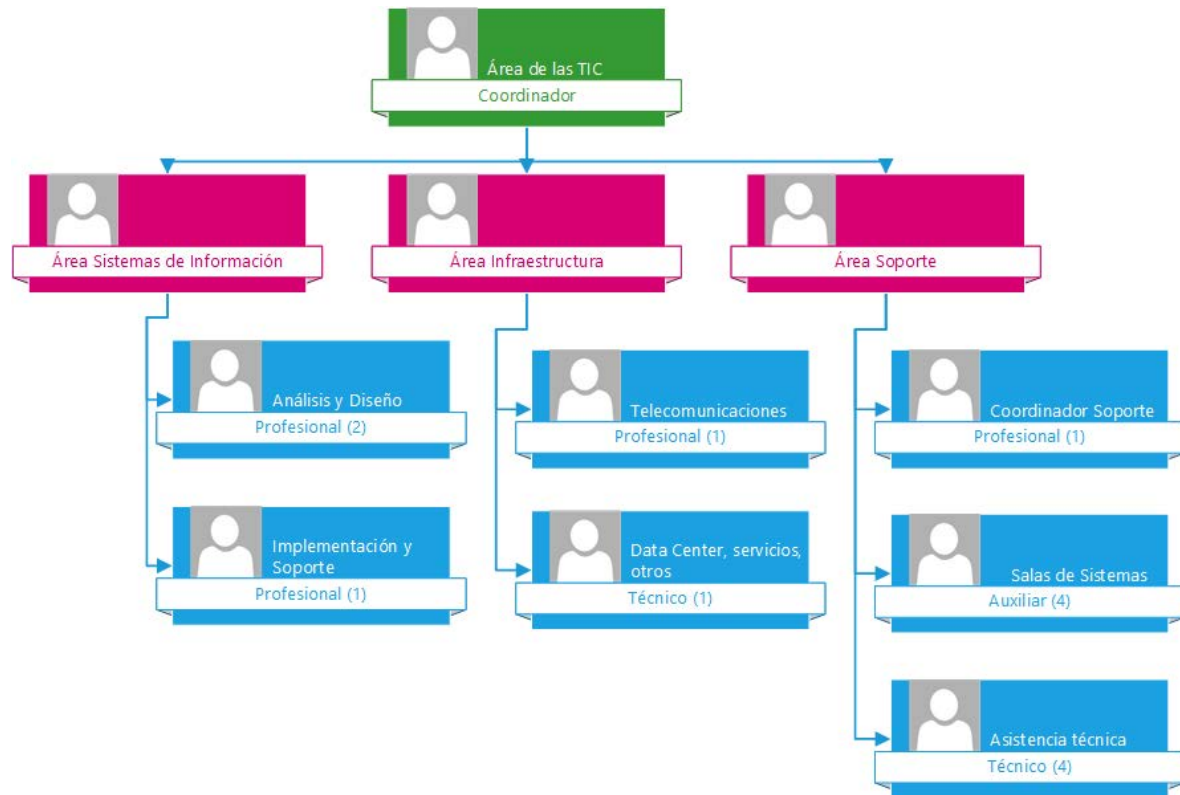 Área de las TIC
Coordinador
Área Sistemas de Información
Área Infraestructura
Área Soporte
Análisis y Diseño
Profesional (2)
Telecomunicaciones
Profesional (1)
Coordinador Soporte
Profesional (1)
Implementación y
Soporte
Profesional (1)
Data Center, servicios,
otros
Técnico (1)
Salas de Sistemas
Auxiliar (4)
Asistencia técnica
Técnico (4)